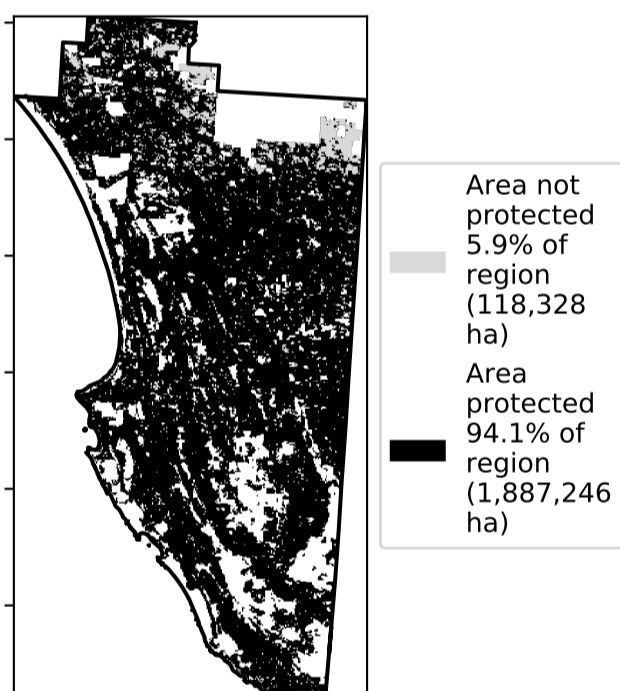 Area not
protected
5.9% of
region
(118,328
ha)
Area
protected
94.1% of
region
(1,887,246
ha)